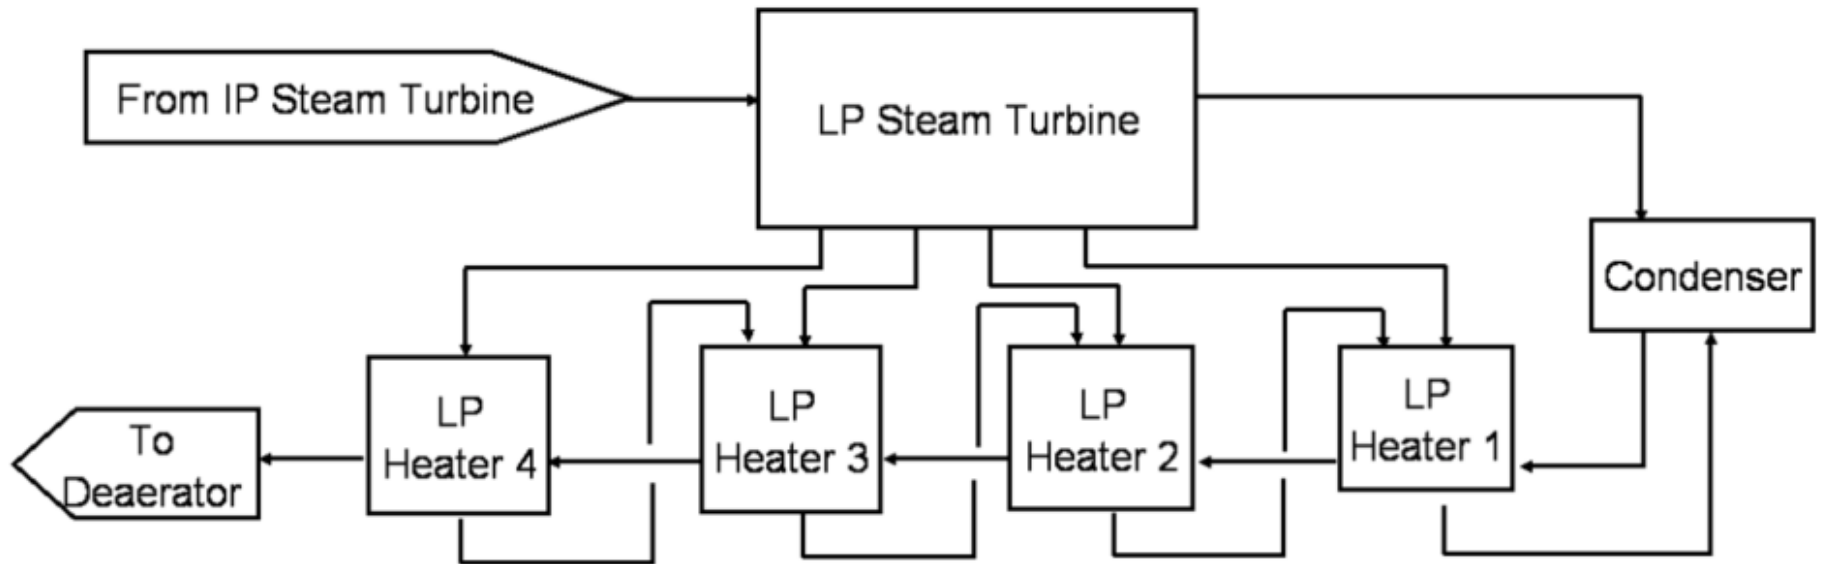 From IP Steam Turbine
LP Steam Turbine
Condenser
To
Deaerator
LP
Heater 4
LP
Heater 3
LP
Heater 2
LP
Heater 1